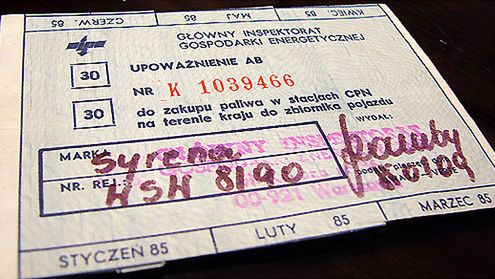 KWIEC. 85
MAJ 85
CZERW. 85
GŁÓWNY INSPEKTORAT
GOSPODARKI ENERGETYCZNEJ
30 UPOWAŻNIENIE AB
NR K 1039466
30 do zakupu paliwa w stacjach CPN
na terenie kraju do zbiornika pojazdu
WYDAŁ:
MARKA Syrena
NR. REJ. WSH 8190
STYCZEŃ 85
LUTY 85
MARZEC 85